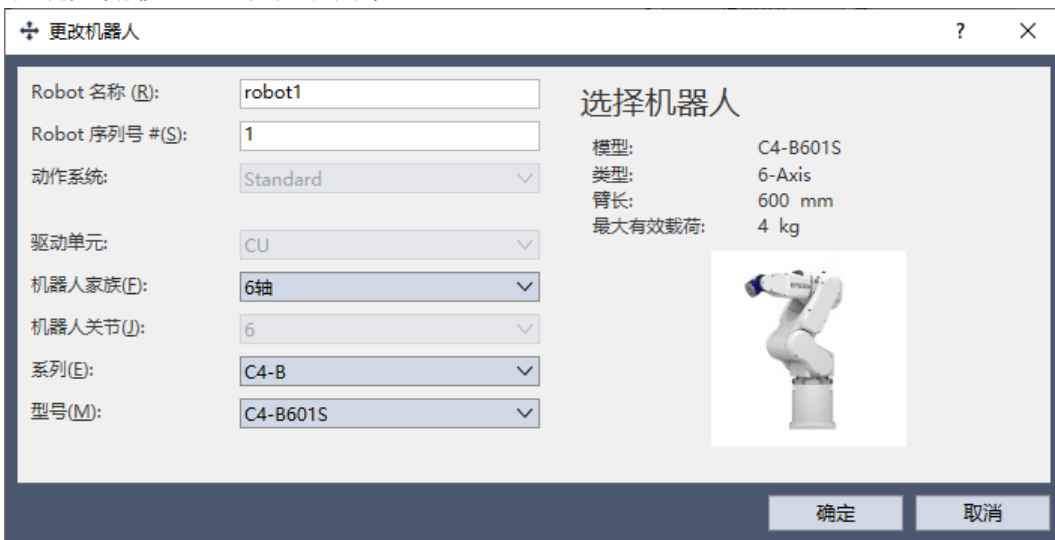 更改机器人
?
Robot 名称 (R): robot1
Robot 序列号 #(S): 1
动作系统: Standard
驱动单元: CU
机器人家族(F): 6轴
机器人关节(J): 6
系列(E): C4-B
型号(M): C4-B601S
选择机器人
模型: C4-B601S
类型: 6-Axis
臂长: 600 mm
最大有效载荷: 4 kg
EPSON
确定 取消